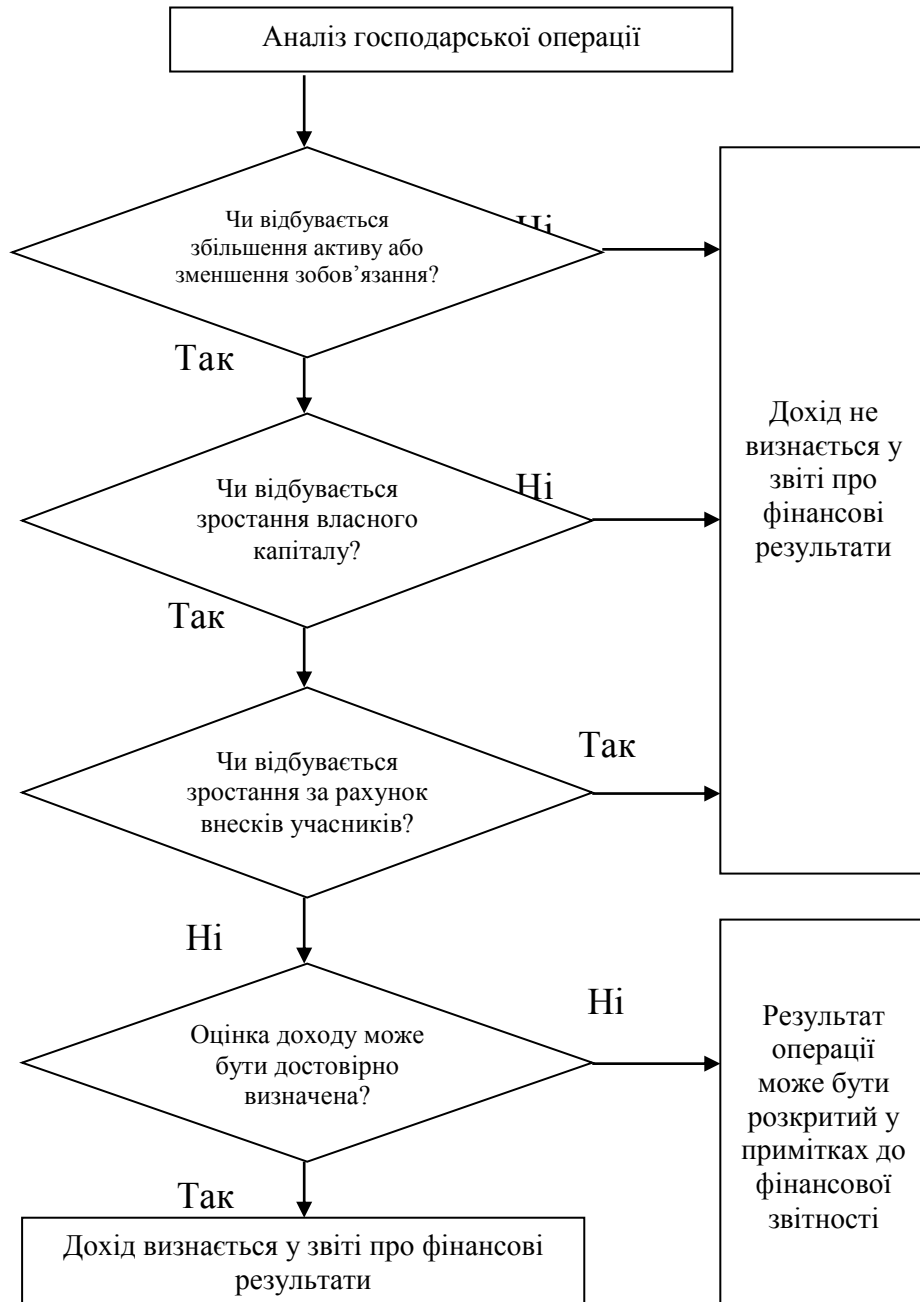 Аналіз господарської операції
Чи відбувається
збільшення активу або
зменшення зобов’язання?
Ні
Так
Чи відбувається
зростання власного
капіталу?
Ні
Так
Дохід не
визнається у
звіті про
фінансові
результати
Чи відбувається
зростання за рахунок
внесків учасників?
Так
Ні
Оцінка доходу може
бути достовірно
визначена?
Ні
Так
Результат
операції
може бути
розкритий у
примітках до
фінансової
звітності
Дохід визнається у звіті про фінансові
результати